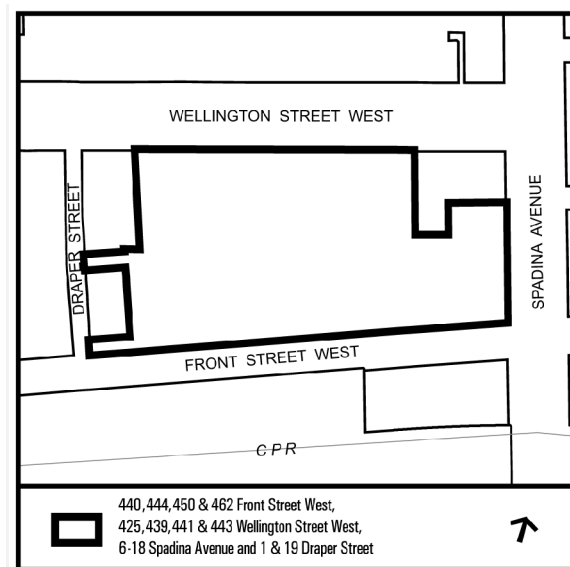 WELLINGTON STREET WEST
DRAPER STREET
SPADINA AVENUE
FRONT STREET WEST
CPR
440, 444, 450 & 462 Front Street West,
425, 439, 441 & 443 Wellington Street West,
6-18 Spadina Avenue and 1 & 19 Draper Street